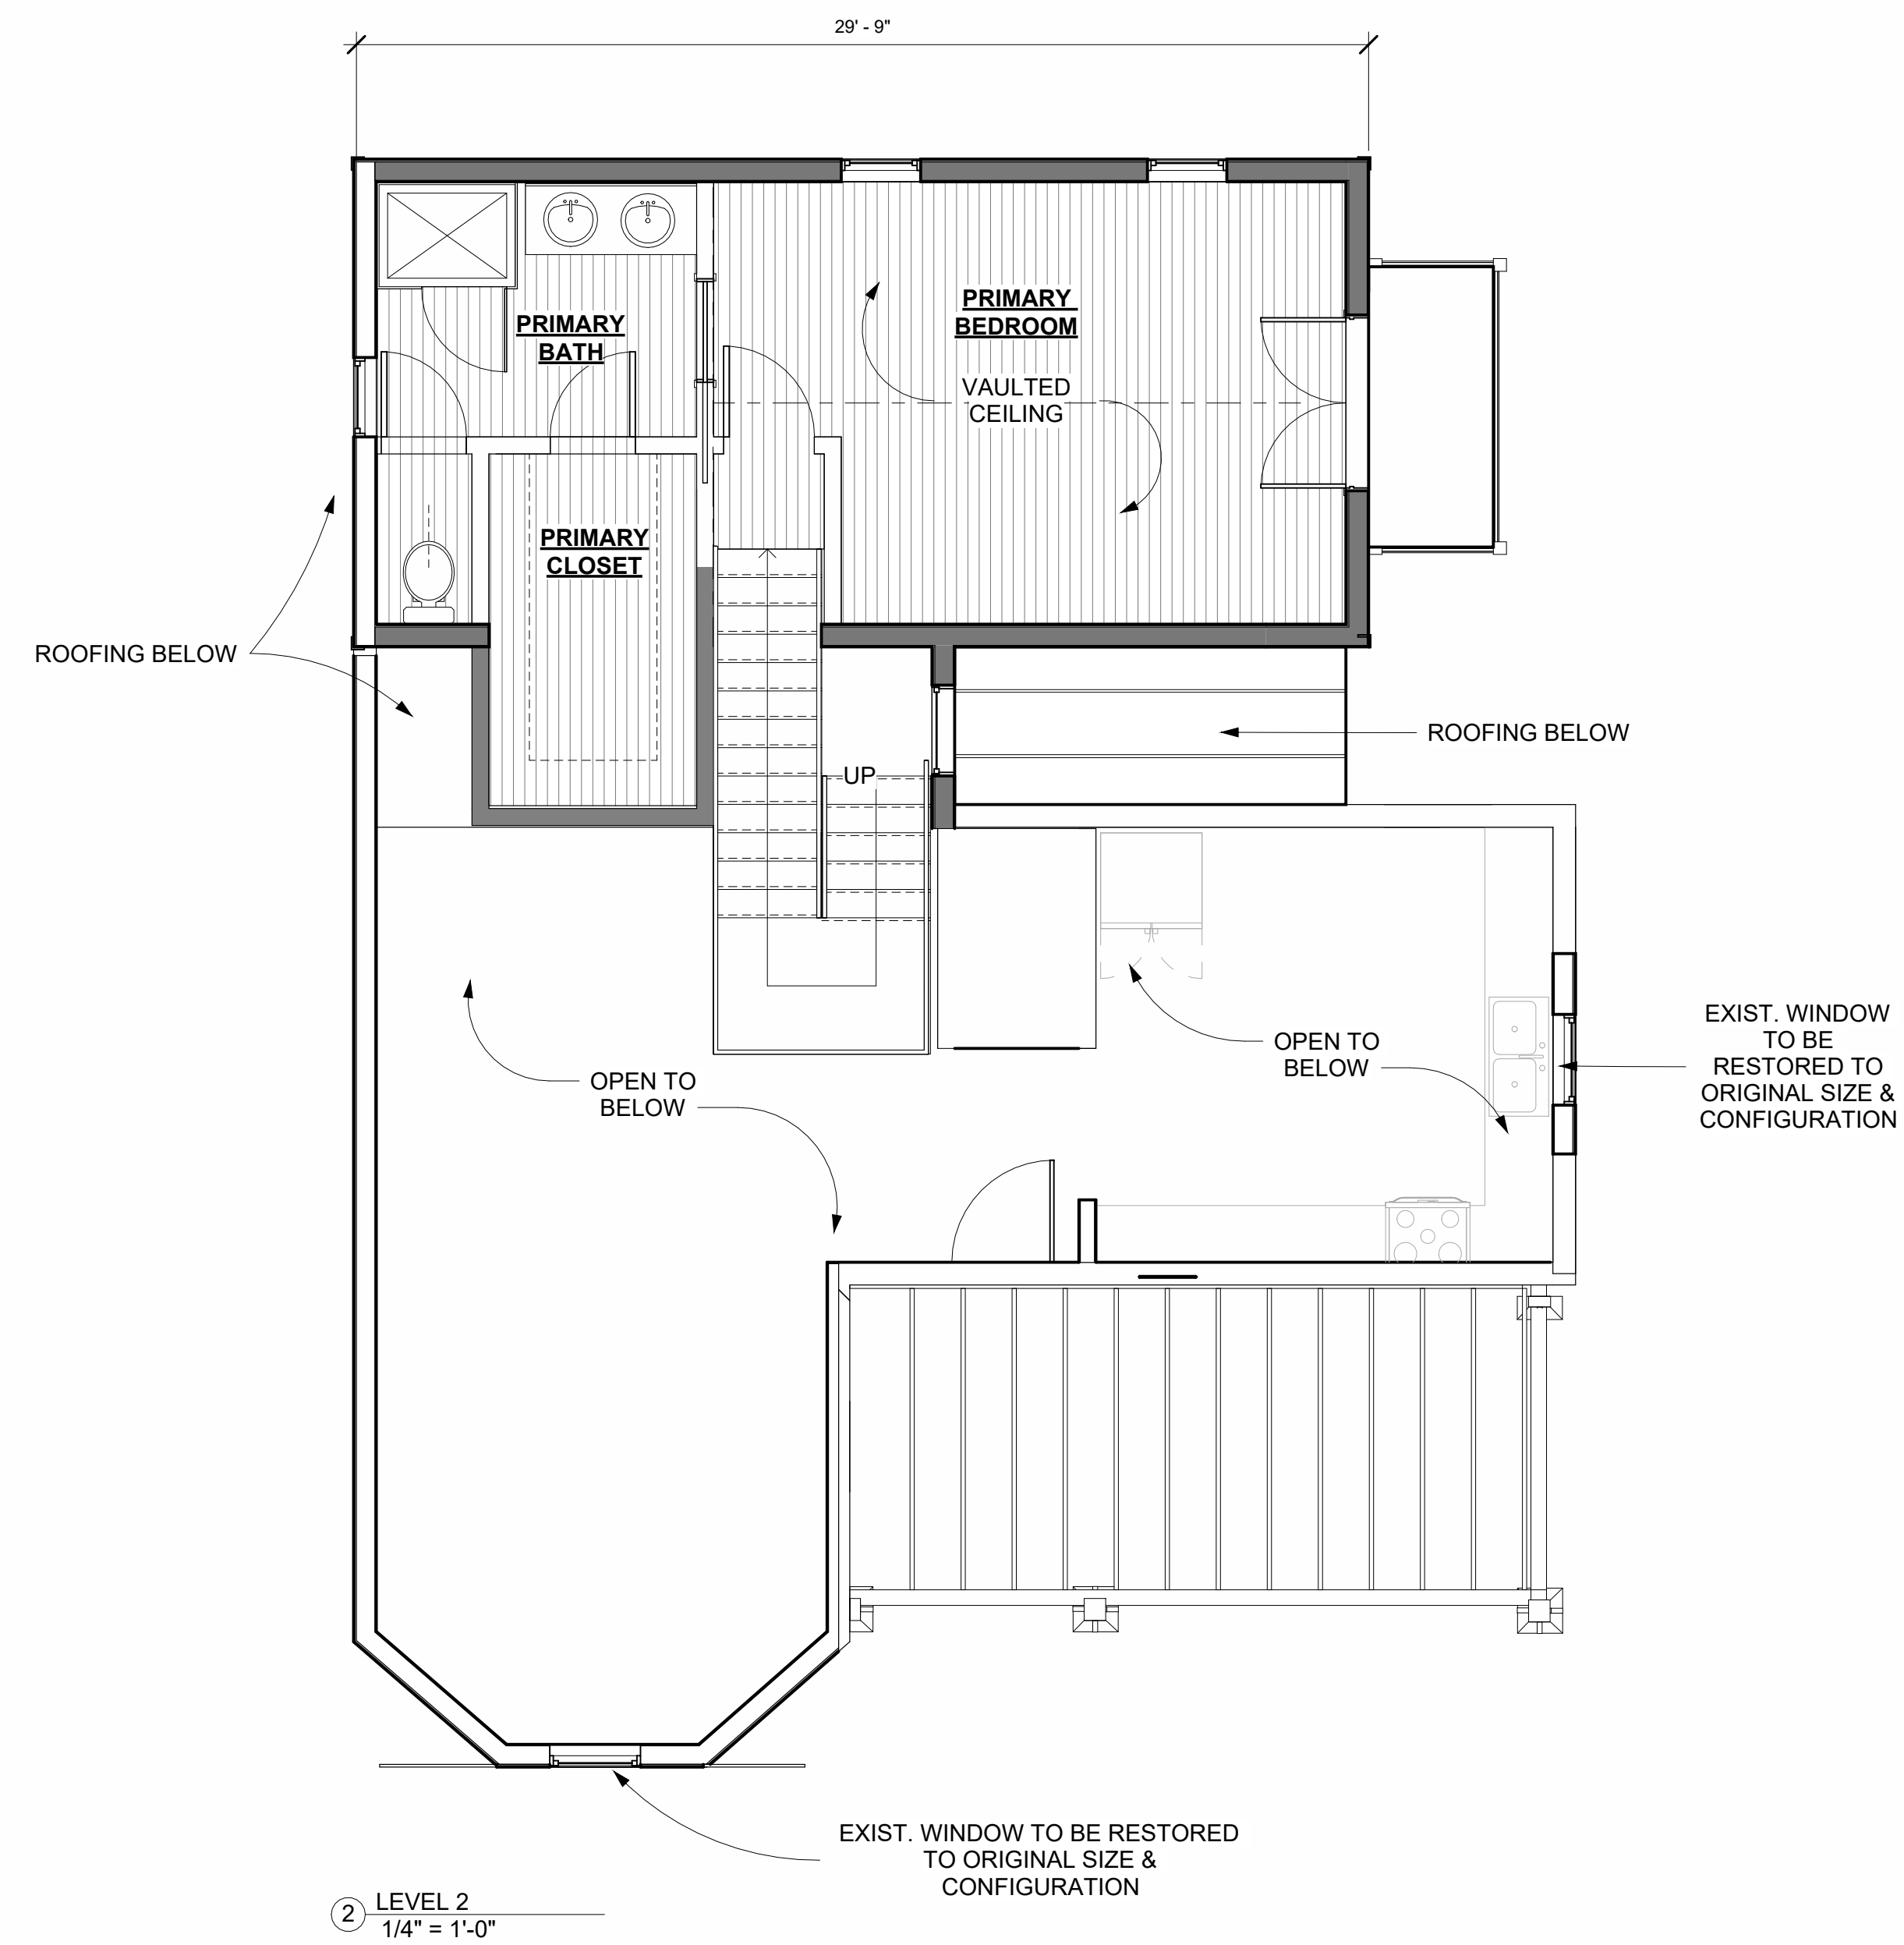 29' - 9"
PRIMARY
BATH
PRIMARY
BEDROOM
VAULTED
CEILING
PRIMARY
CLOSET
ROOFING BELOW
ROOFING BELOW
UP
OPEN TO
BELOW
OPEN TO
BELOW
EXIST. WINDOW
TO BE
RESTORED TO
ORIGINAL SIZE &
CONFIGURATION
EXIST. WINDOW TO BE RESTORED
TO ORIGINAL SIZE &
CONFIGURATION
2
LEVEL 2
1/4" = 1'-0"